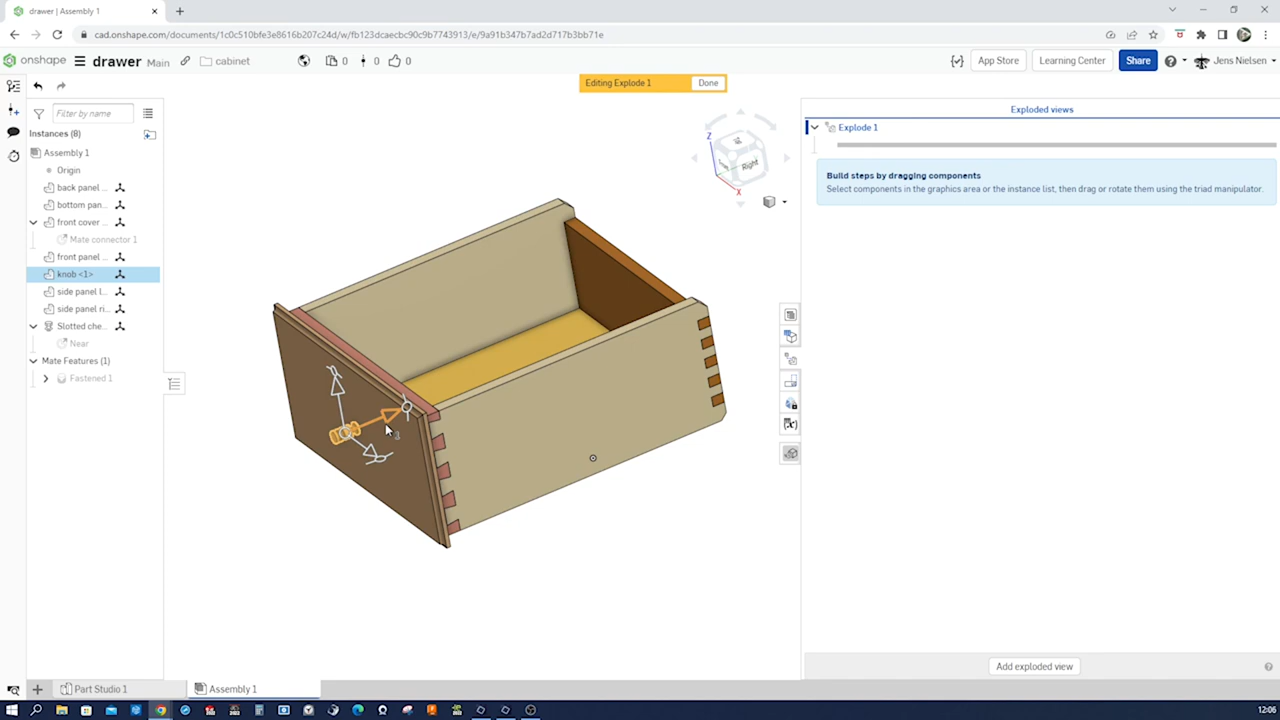 drawer | Assembly 1
cad.onshape.com/documents/1c0c510bfe3e8616b207c24d/w/fb123dcaecbc90c9b7743913/e/9a91b347b7ad2d717b3bb71e
onshape drawer Main cabinet 0 0 0 App Store Learning Center Share Jens Nielsen
Editing Explode 1 Done
Filter by name
Exploded views
Instances (8)
Explode 1
Assembly 1
Origin
back panel ...
bottom pan...
front cover ...
Mate connector 1
front panel ...
knob <1>
side panel l...
side panel ri...
Slotted che...
Near
Mate Features (1)
Fastened 1
Z
Right
X
Build steps by dragging components
Select components in the graphics area or the instance list, then drag or rotate them using the triad manipulator.
Add exploded view
Part Studio 1 Assembly 1
12:06